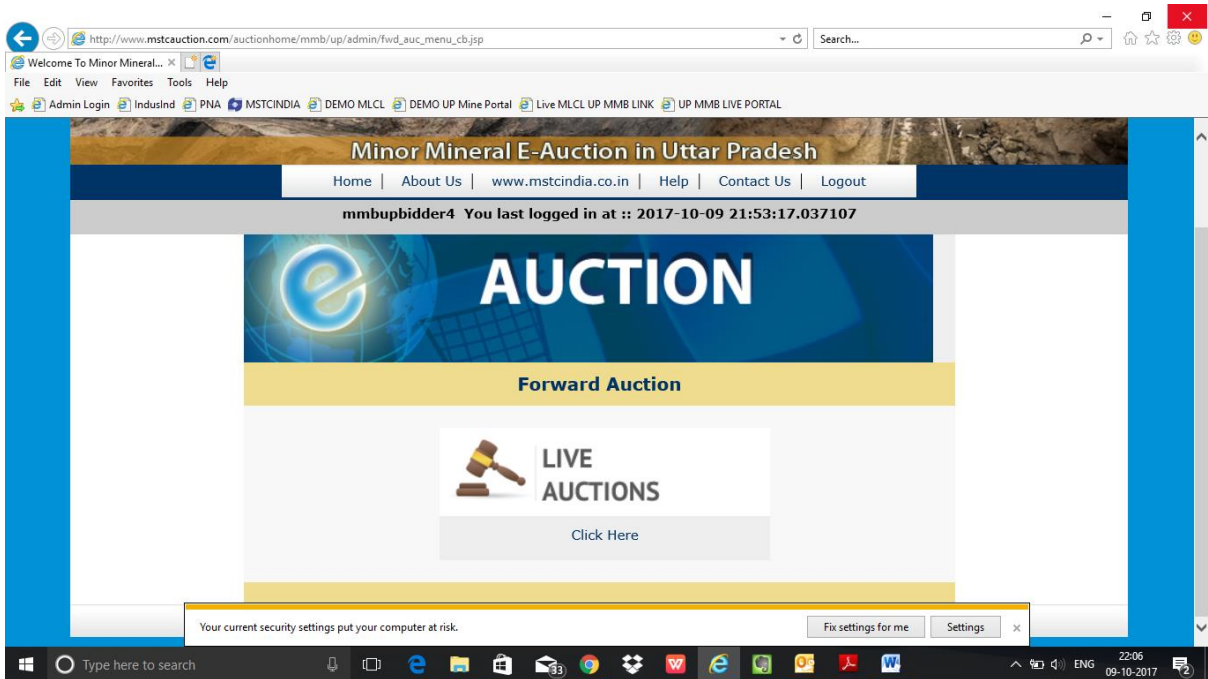 http://www.mstcauction.com/auctionhome/mmb/up/admin/fwd_auc_menu_cb.jsp
Search...
Welcome To Minor Mineral...
File Edit View Favorites Tools Help
Admin Login IndusInd PNA MSTCINDIA DEMO MLCL DEMO UP Mine Portal Live MLCL UP MMB LINK UP MMB LIVE PORTAL
Minor Mineral E-Auction in Uttar Pradesh
Home | About Us | www.mstcindia.co.in | Help | Contact Us | Logout
mmbupbidder4 You last logged in at :: 2017-10-09 21:53:17.037107
e AUCTION
Forward Auction
LIVE
AUCTIONS
Click Here
Your current security settings put your computer at risk. Fix settings for me Settings
Type here to search
33
ENG
22:06
09-10-2017
2